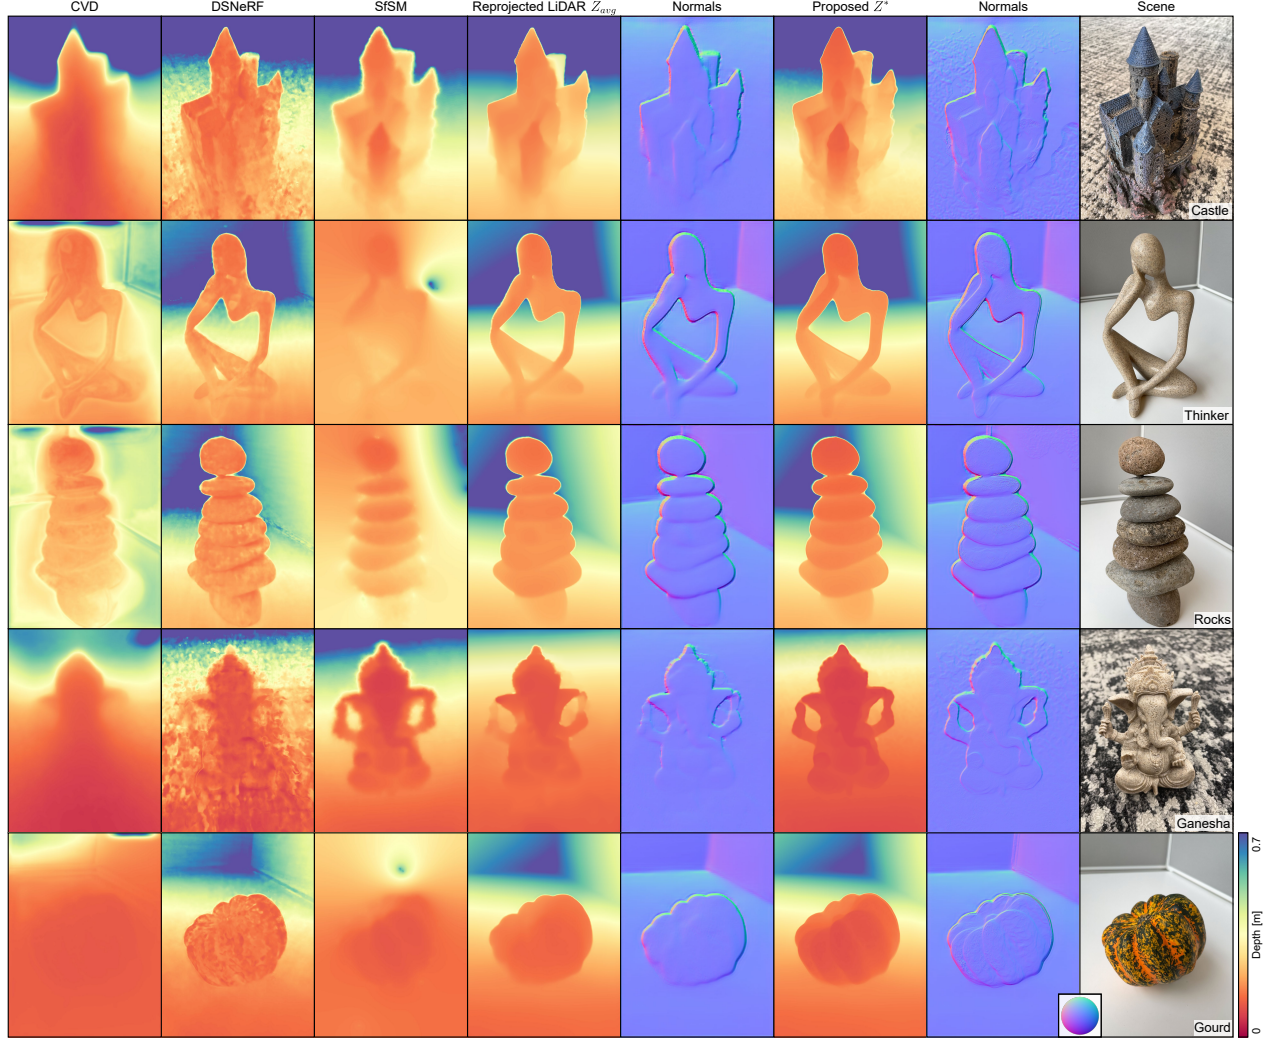 CVD DSNeRF SfSM Reprojected LiDAR Z_avg Normals Proposed Z* Normals Scene
Castle
Thinker
Rocks
Ganesha
Gourd
0.7
Depth [m]
0